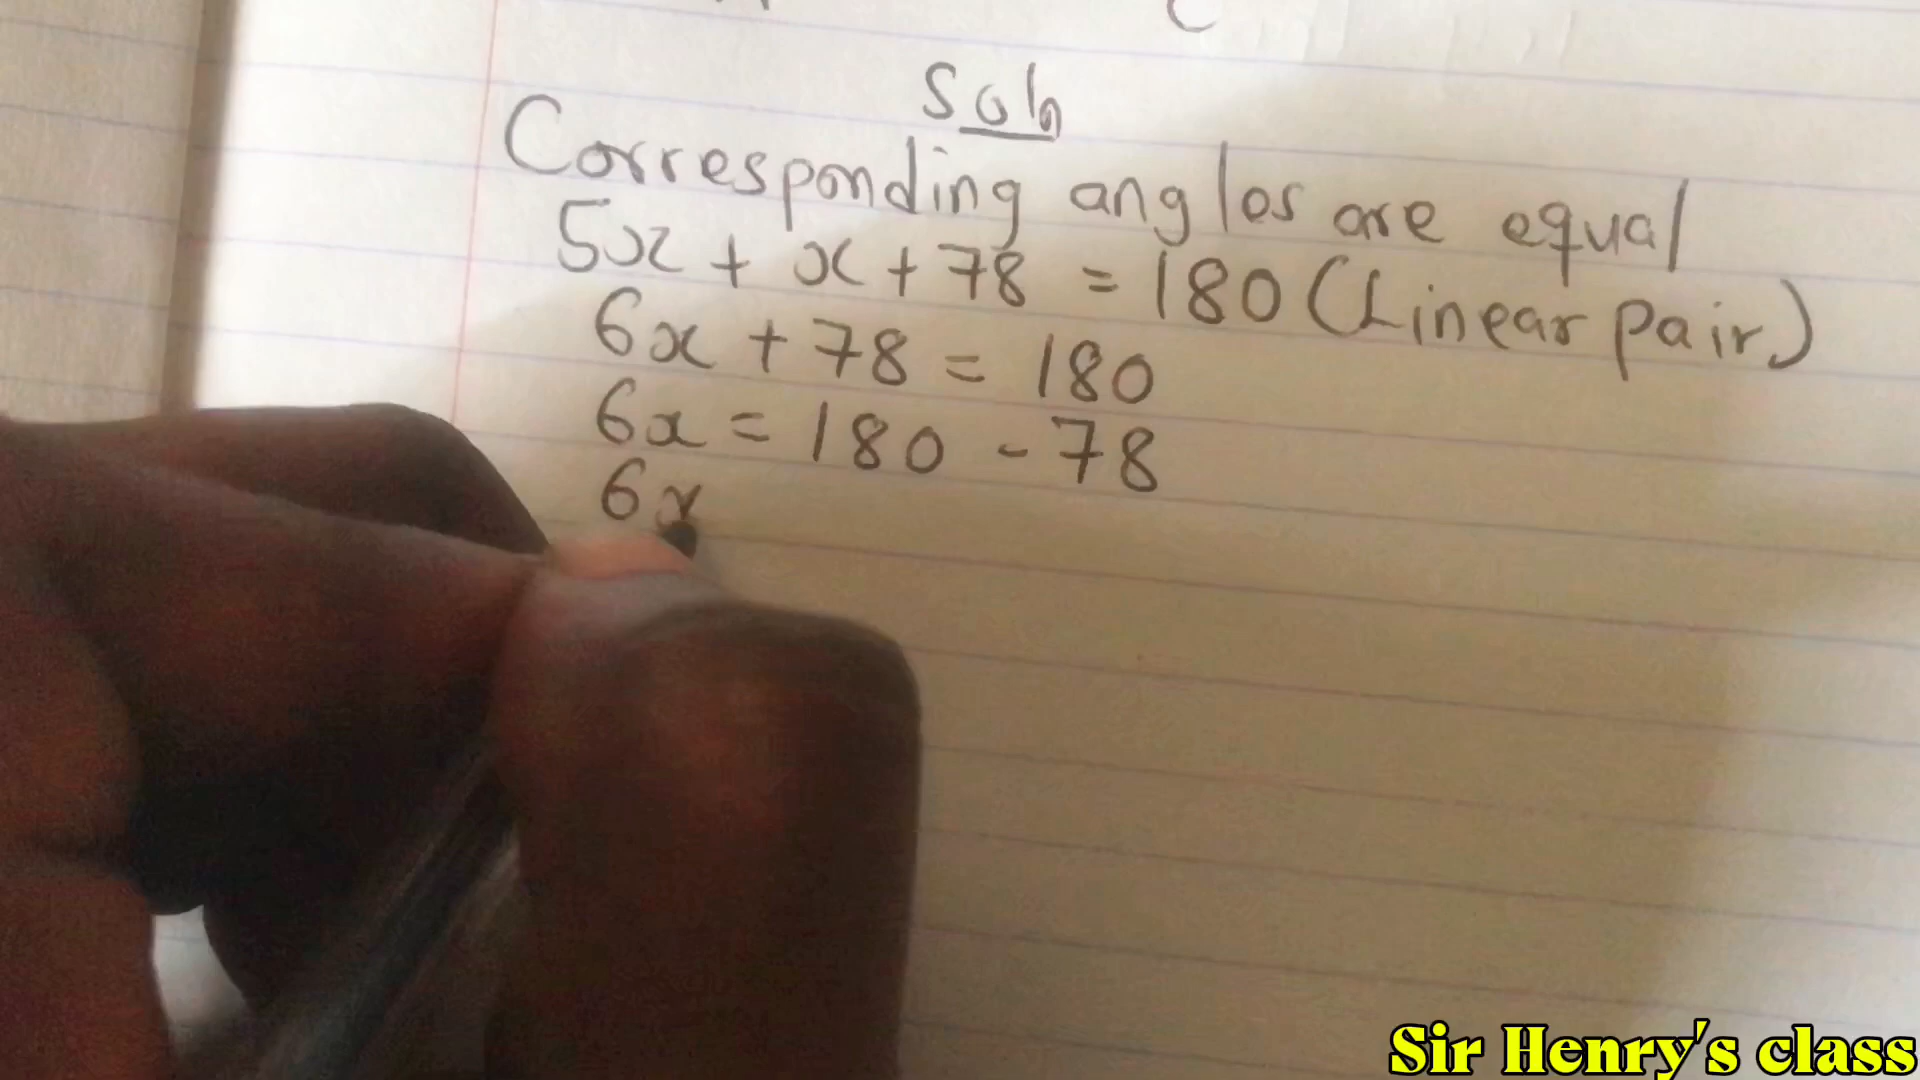 Soln
Corresponding angles are equal
5x + x + 78 = 180 (Linear pair)
6x + 78 = 180
6x = 180 - 78
6x
Sir Henry's class